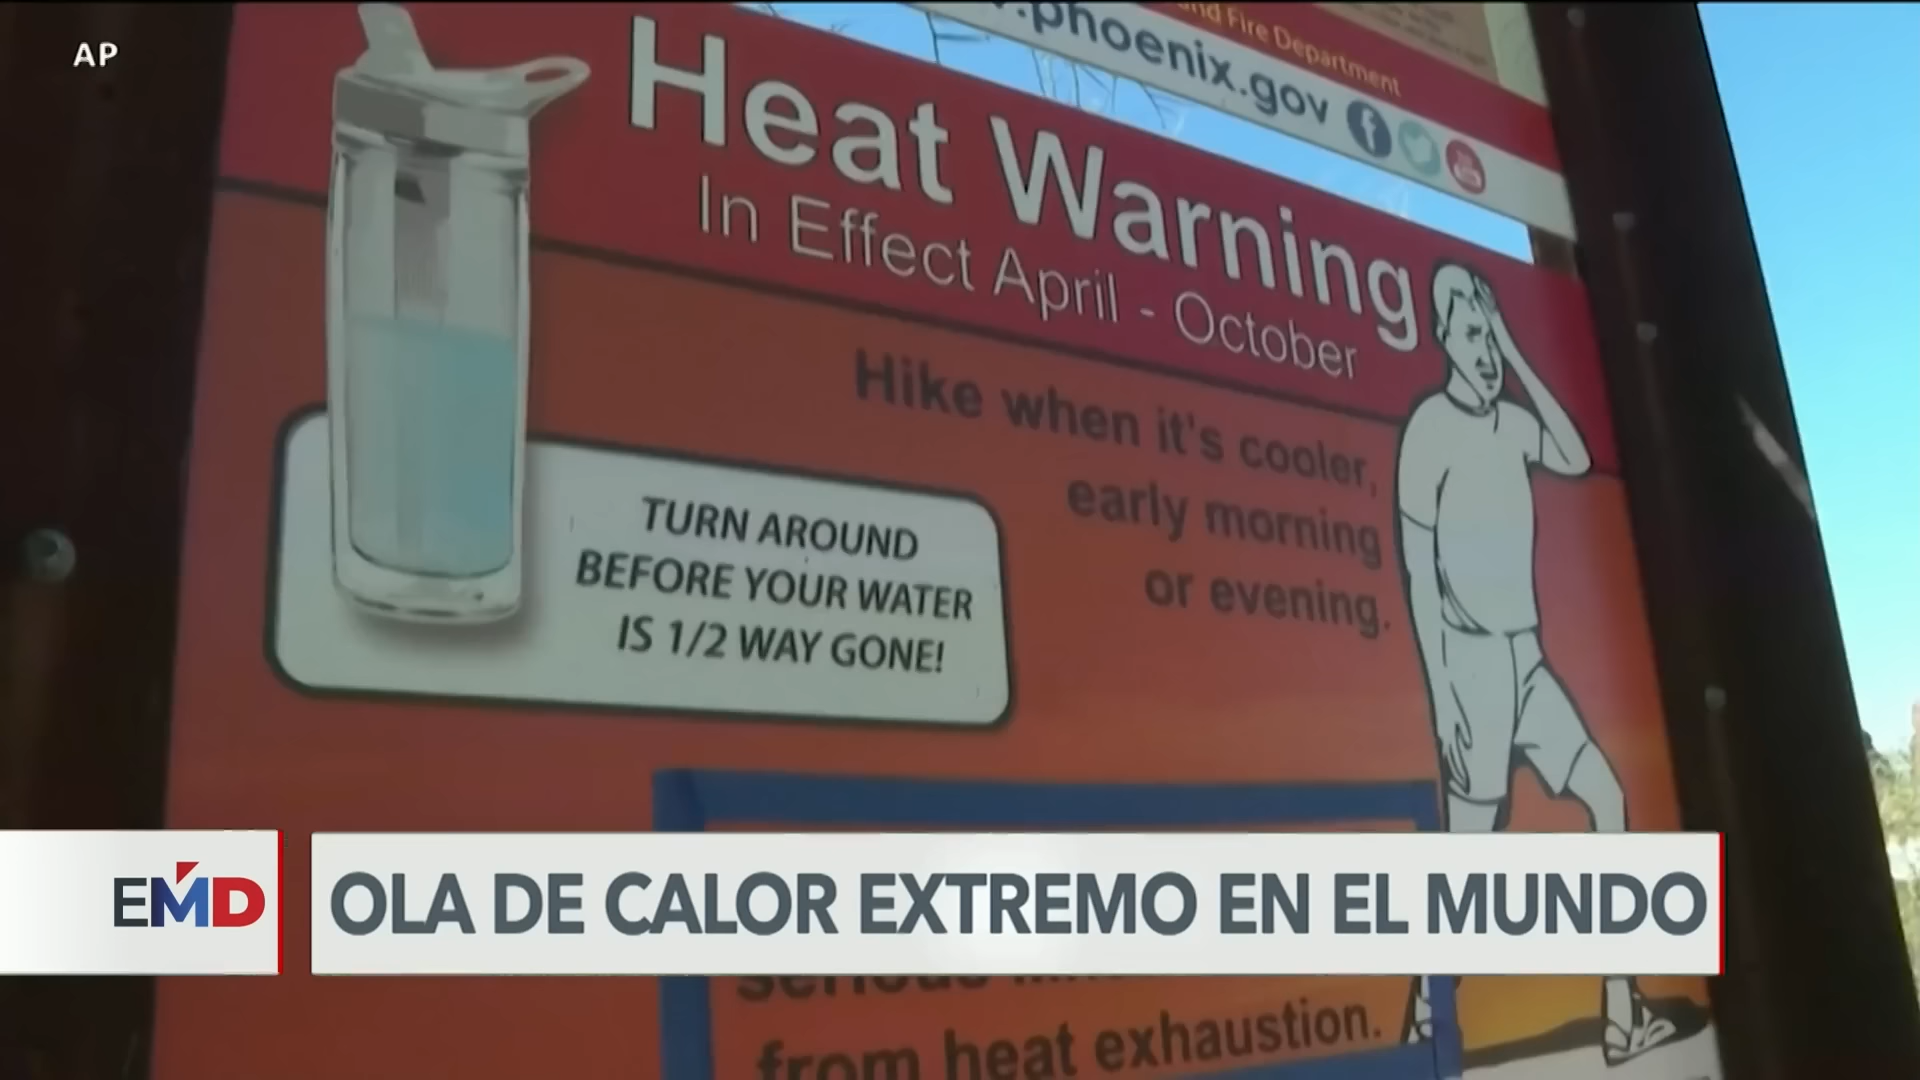 AP
and Fire Department
.phoenix.gov
Heat Warning
In Effect April - October
Hike when it's cooler,
early morning
or evening.
TURN AROUND
BEFORE YOUR WATER
IS 1/2 WAY GONE!
EMD
OLA DE CALOR EXTREMO EN EL MUNDO
serious
from heat exhaustion.